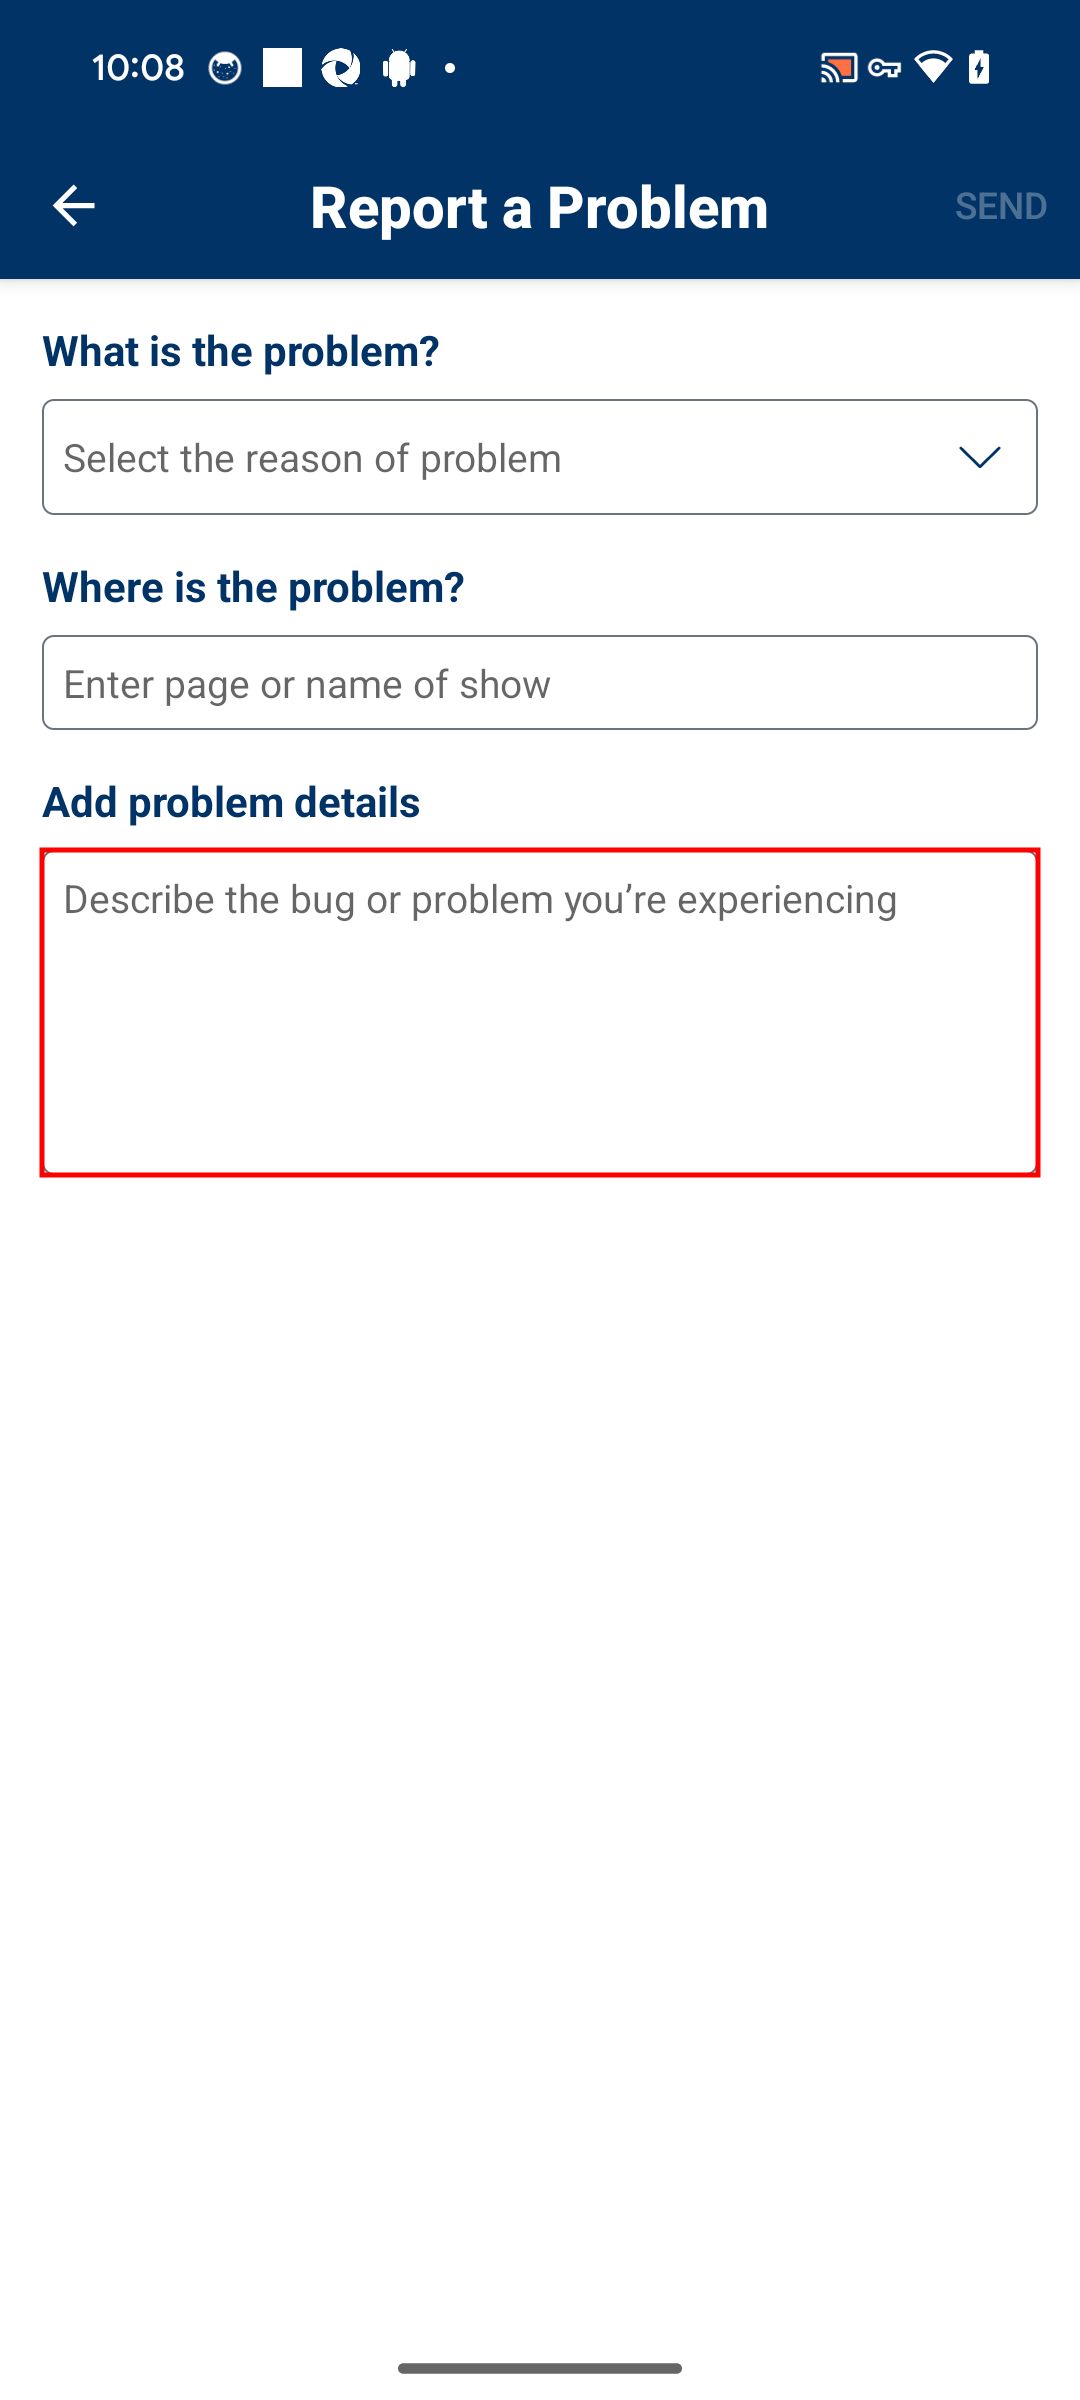 10:08
Report a Problem
SEND
What is the problem?
Select the reason of problem
Where is the problem?
Enter page or name of show
Add problem details
Describe the bug or problem you’re experiencing